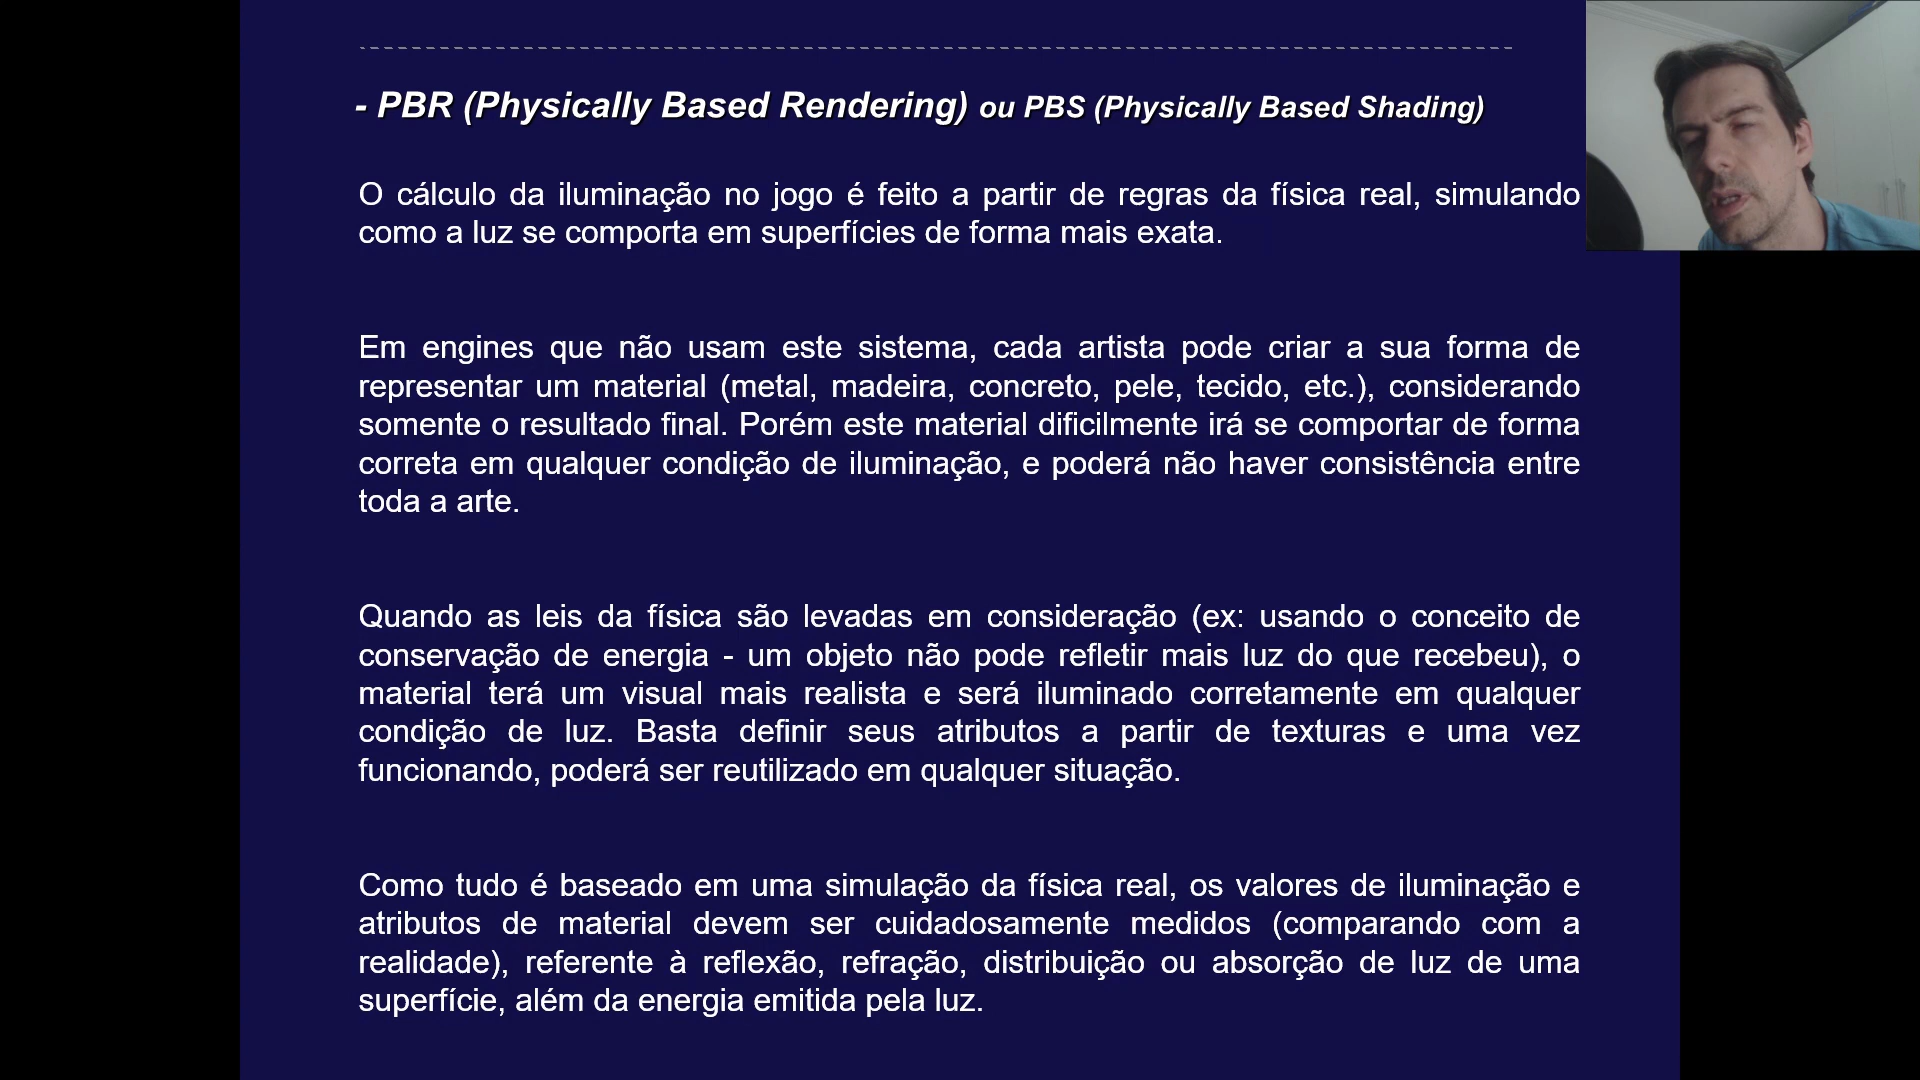 - PBR (Physically Based Rendering) ou PBS (Physically Based Shading)
O cálculo da iluminação no jogo é feito a partir de regras da física real, simulando
como a luz se comporta em superfícies de forma mais exata.
Em engines que não usam este sistema, cada artista pode criar a sua forma de
representar um material (metal, madeira, concreto, pele, tecido, etc.), considerando
somente o resultado final. Porém este material dificilmente irá se comportar de forma
correta em qualquer condição de iluminação, e poderá não haver consistência entre
toda a arte.
Quando as leis da física são levadas em consideração (ex: usando o conceito de
conservação de energia - um objeto não pode refletir mais luz do que recebeu), o
material terá um visual mais realista e será iluminado corretamente em qualquer
condição de luz. Basta definir seus atributos a partir de texturas e uma vez
funcionando, poderá ser reutilizado em qualquer situação.
Como tudo é baseado em uma simulação da física real, os valores de iluminação e
atributos de material devem ser cuidadosamente medidos (comparando com a
realidade), referente à reflexão, refração, distribuição ou absorção de luz de uma
superfície, além da energia emitida pela luz.